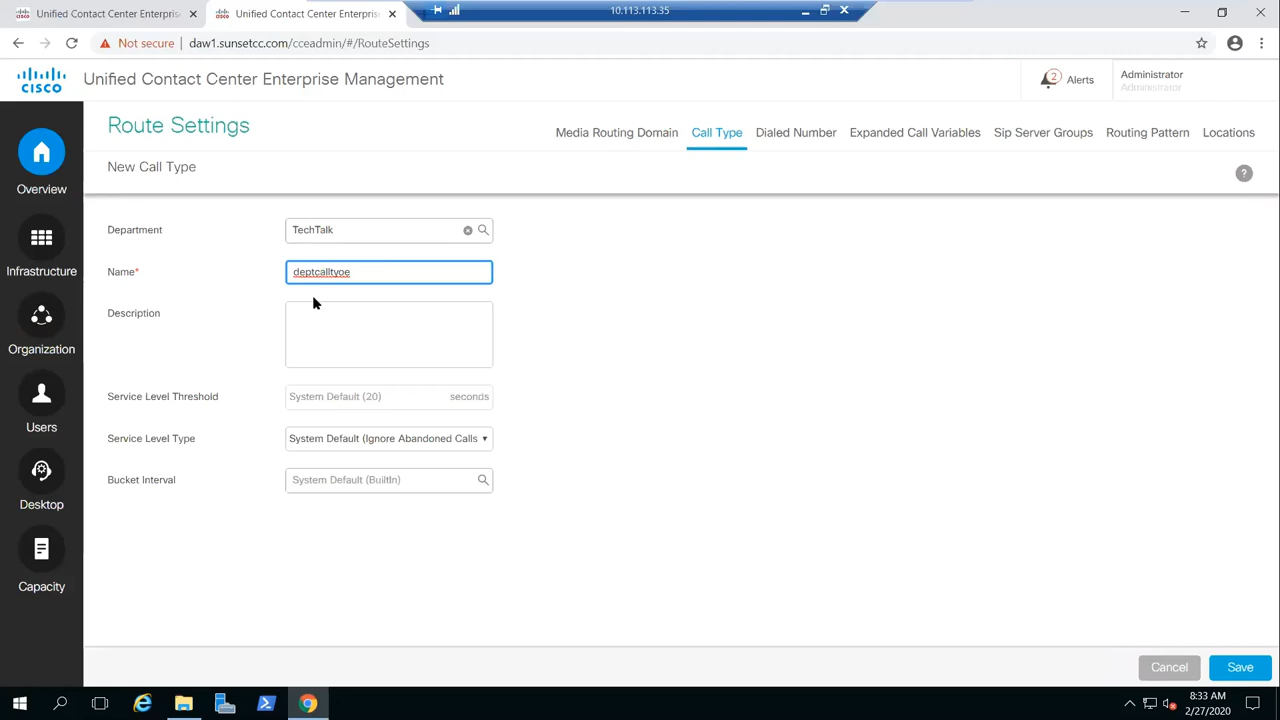 Unified Contact Center Enterprise
Unified Contact Center Enterprise
10.113.113.35
Not secure
daw1.sunsetcc.com/cceadmin/#/RouteSettings
CISCO
Unified Contact Center Enterprise Management
2
Alerts
Administrator
Administrator
Route Settings
Media Routing Domain
Call Type
Dialed Number
Expanded Call Variables
Sip Server Groups
Routing Pattern
Locations
New Call Type
?
Overview
Infrastructure
Organization
Users
Desktop
Capacity
Department
TechTalk
Name*
deptcalltyoe
Description
Service Level Threshold
System Default (20)
seconds
Service Level Type
System Default (Ignore Abandoned Calls
Bucket Interval
System Default (BuiltIn)
Cancel
Save
8:33 AM
2/27/2020